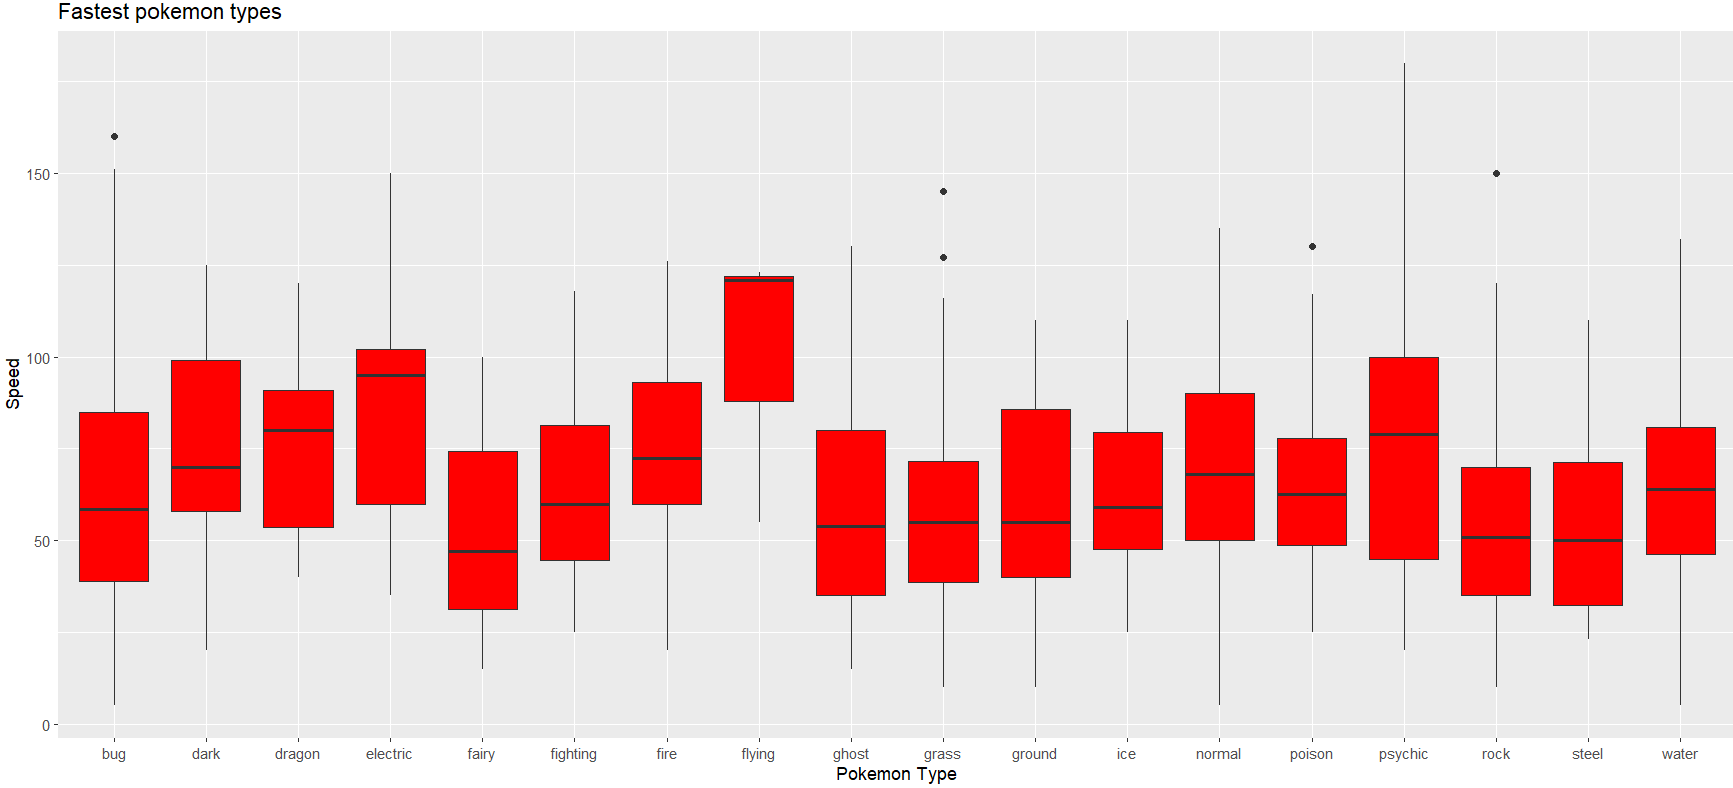 Fastest pokemon types
150
100
50
0
Speed
bug dark dragon electric fairy fighting fire flying ghost grass ground ice normal poison psychic rock steel water
Pokemon Type